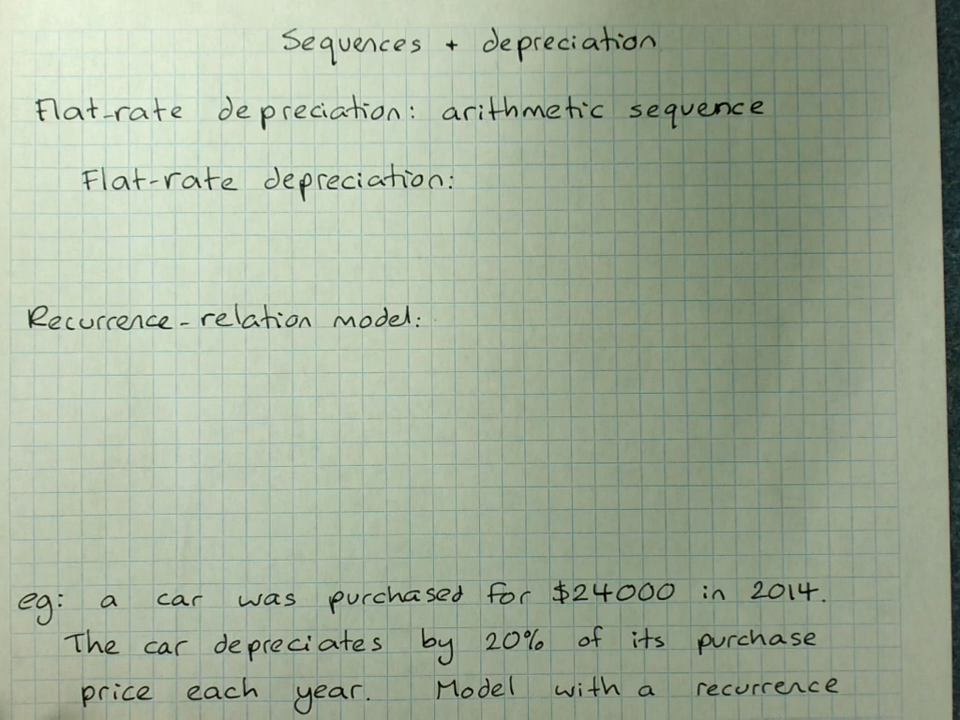 Sequences + depreciation
Flat-rate depreciation: arithmetic sequence
Flat-rate depreciation:
Recurrence-relation model:
eg: a car was purchased for $24000 in 2014.
The car depreciates by 20% of its purchase
price each year. Model with a recurrence